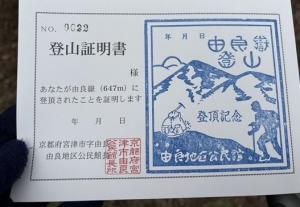 NO. 0022
登山証明書
様
あなたが由良嶽（647m）に
登頂されたことを証明します
年 月 日
京都府宮津市字由良
由良地区公民館長
年 月 日
由良嶽
登山
登頂記念
由良地区公民館